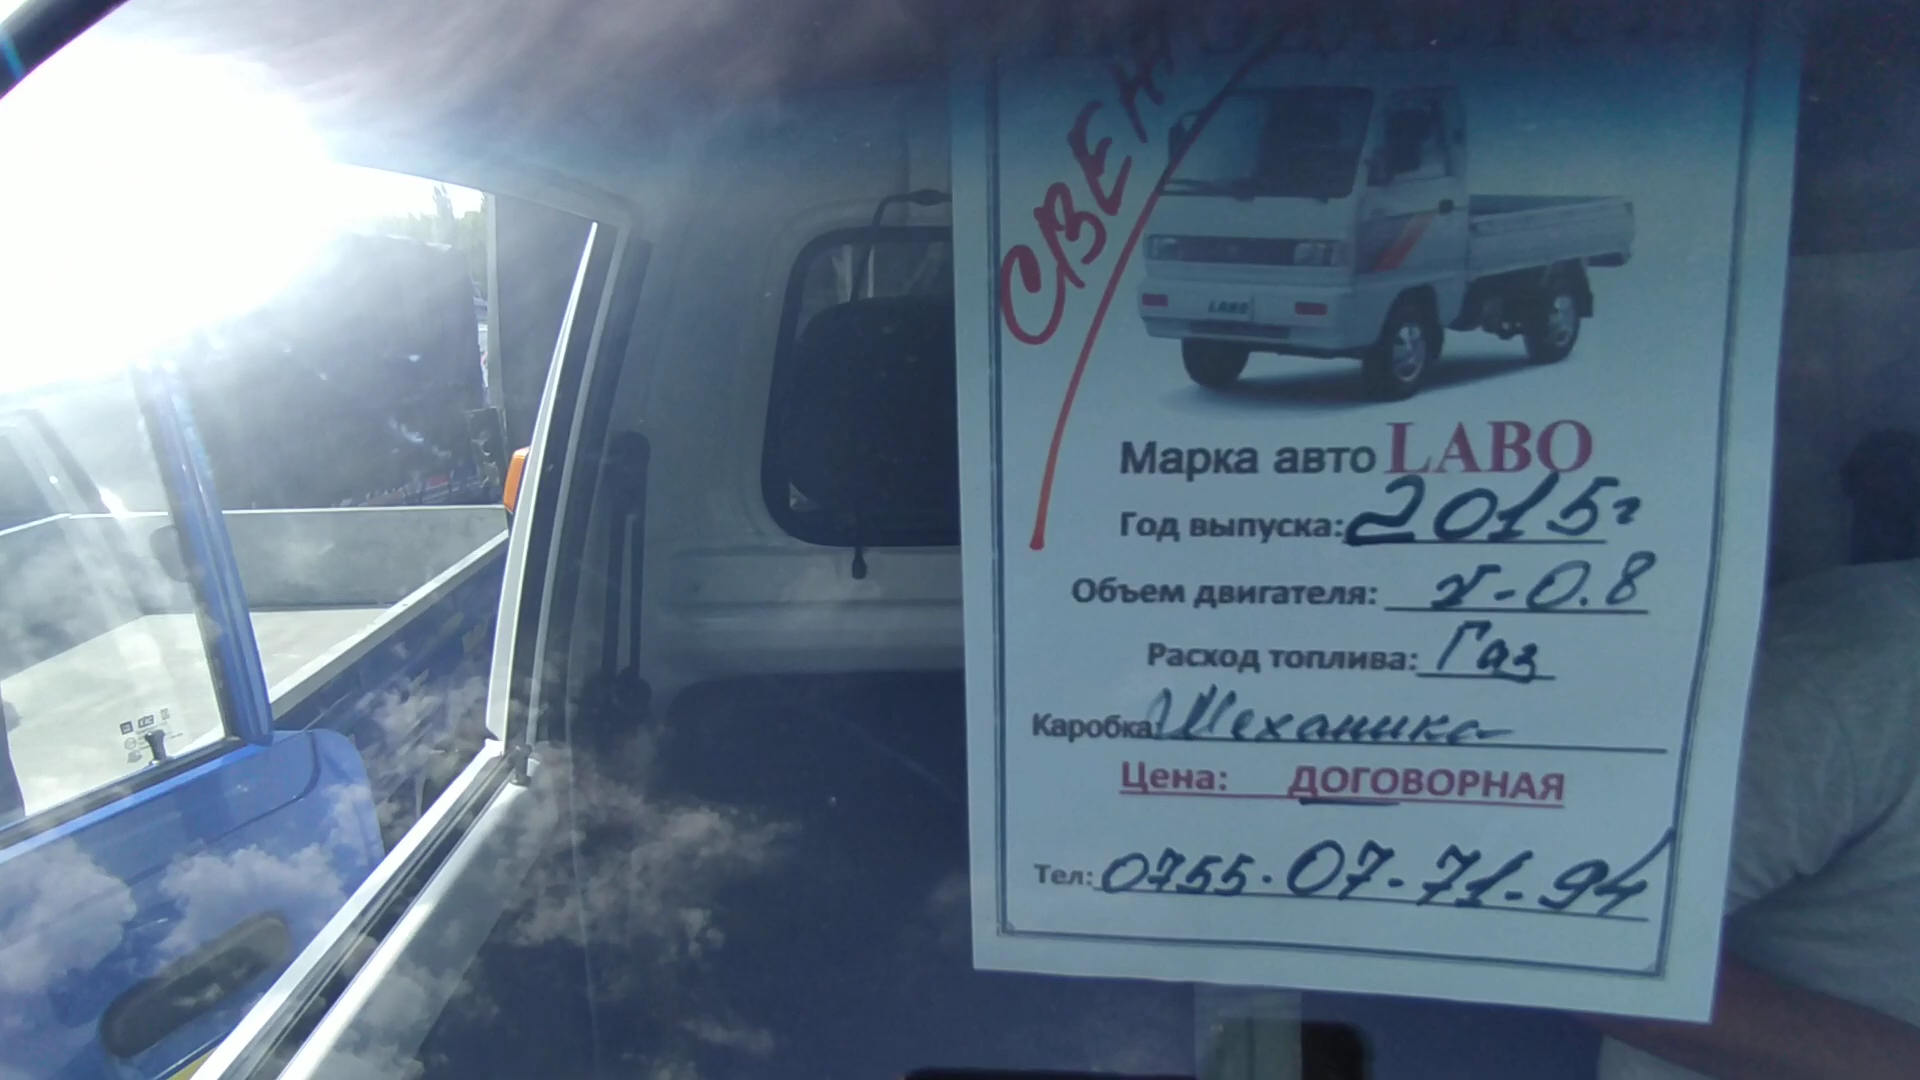 LABO
Марка авто LABO
Год выпуска: 2015г
Объем двигателя: V-0.8
Расход топлива: Газ
Каробка: Механика
Цена: ДОГОВОРНАЯ
Тел: 0755-07-71-94